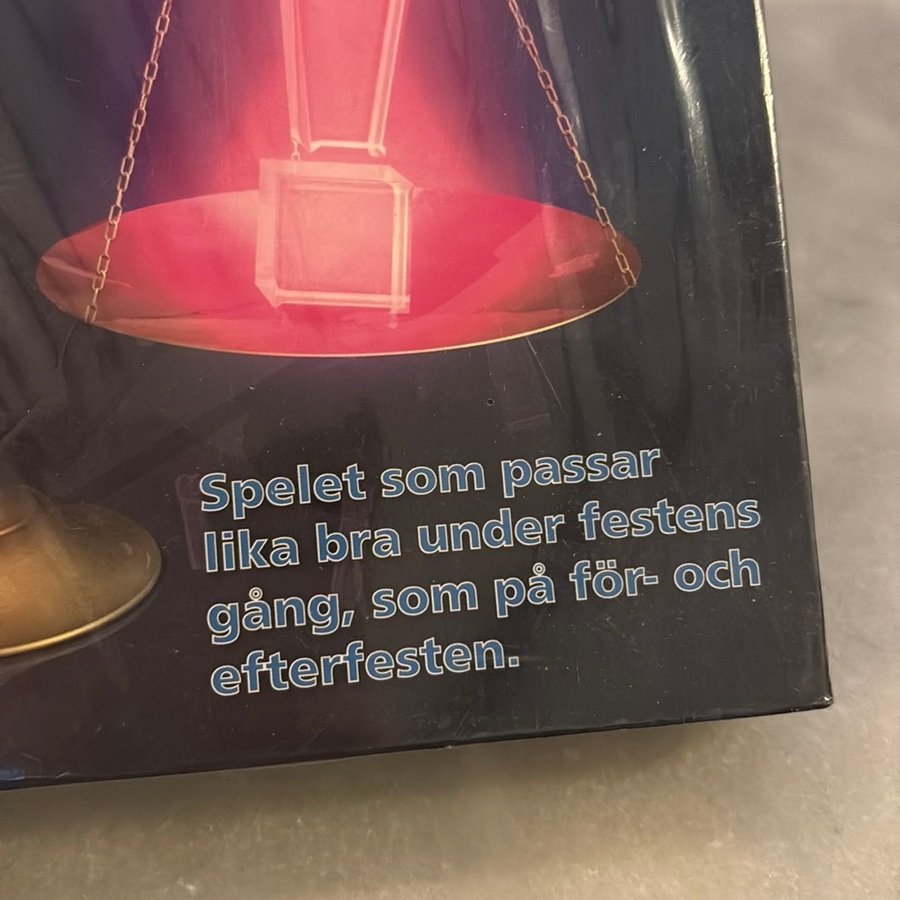 Spelet som passar
lika bra under festens
gång, som på för- och
efterfesten.